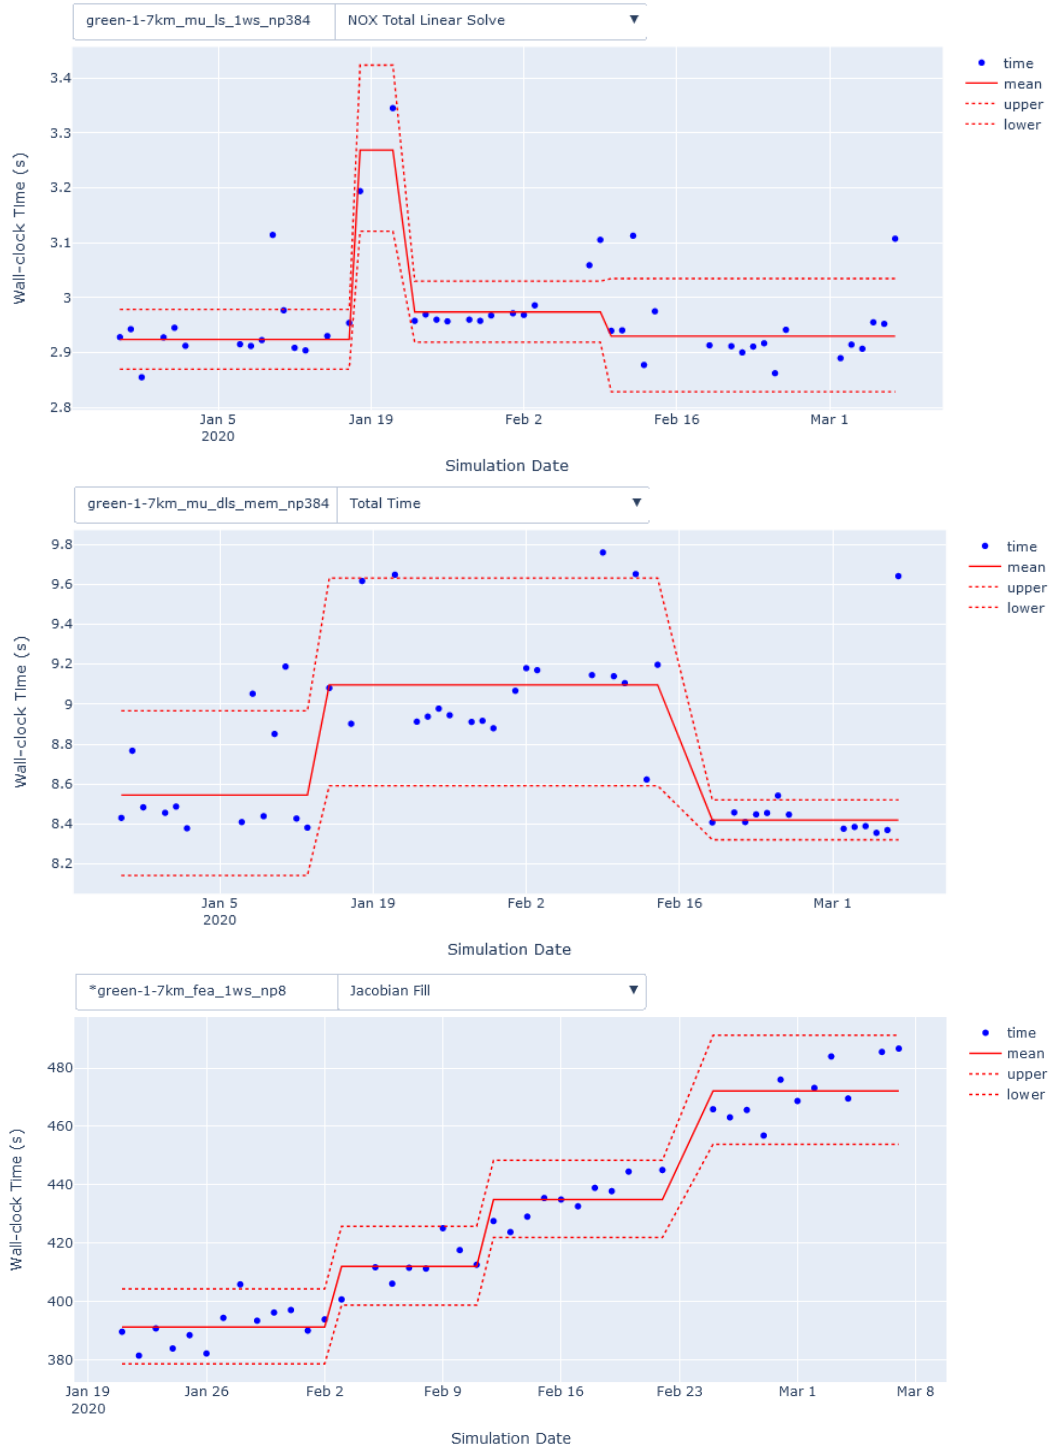 green-1-7km_mu_ls_1ws_np384 NOX Total Linear Solve ▼
3.4
3.3
3.2
3.1
3
2.9
2.8
Wall-clock Time (s)
Jan 5
2020
Jan 19
Feb 2
Feb 16
Mar 1
Simulation Date
time
mean
upper
lower
green-1-7km_mu_dls_mem_np384 Total Time ▼
9.8
9.6
9.4
9.2
9
8.8
8.6
8.4
8.2
Wall-clock Time (s)
Jan 5
2020
Jan 19
Feb 2
Feb 16
Mar 1
Simulation Date
time
mean
upper
lower
*green-1-7km_fea_1ws_np8 Jacobian Fill ▼
480
460
440
420
400
380
Wall-clock Time (s)
Jan 19
2020
Jan 26
Feb 2
Feb 9
Feb 16
Feb 23
Mar 1
Mar 8
Simulation Date
time
mean
upper
lower